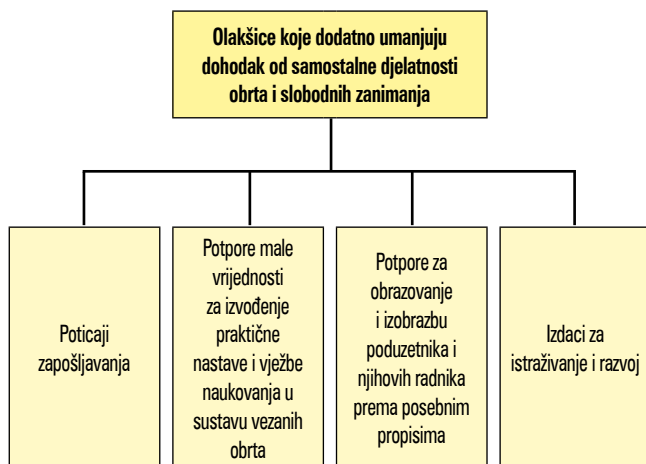 Olakšice koje dodatno umanjuju
dohodak od samostalne djelatnosti
obrta i slobodnih zanimanja
Poticaji
zapošljavanja
Potpore male
vrijednosti
za izvođenje
praktične
nastave i vježbe
naukovanja u
sustavu vezanih
obrta
Potpore za
obrazovanje
i izobrazbu
poduzetnika i
njihovih radnika
prema posebnim
propisima
Izdaci za
istraživanje i razvoj